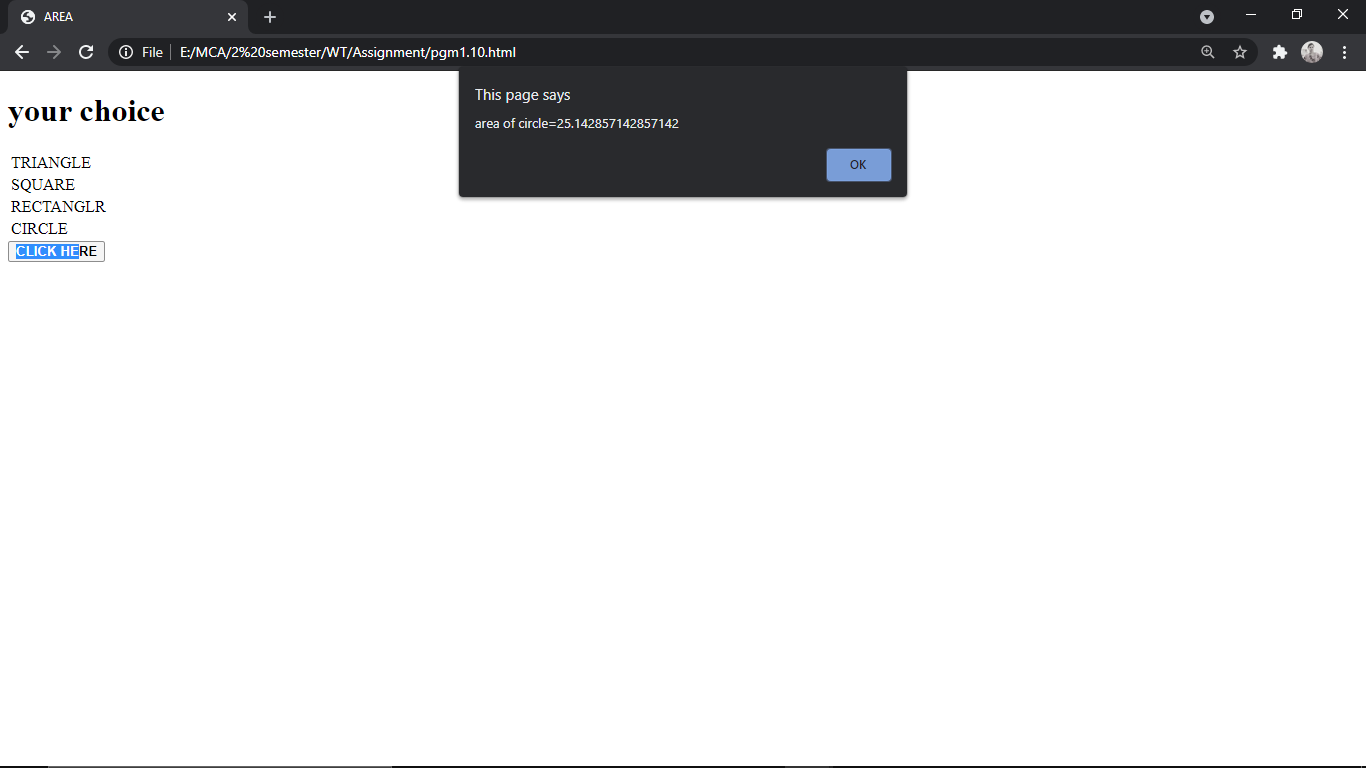 AREA
File E:/MCA/2%20semester/WT/Assignment/pgm1.10.html
This page says
area of circle=25.142857142857142
OK
your choice
TRIANGLE
SQUARE
RECTANGLR
CIRCLE
CLICK HERE